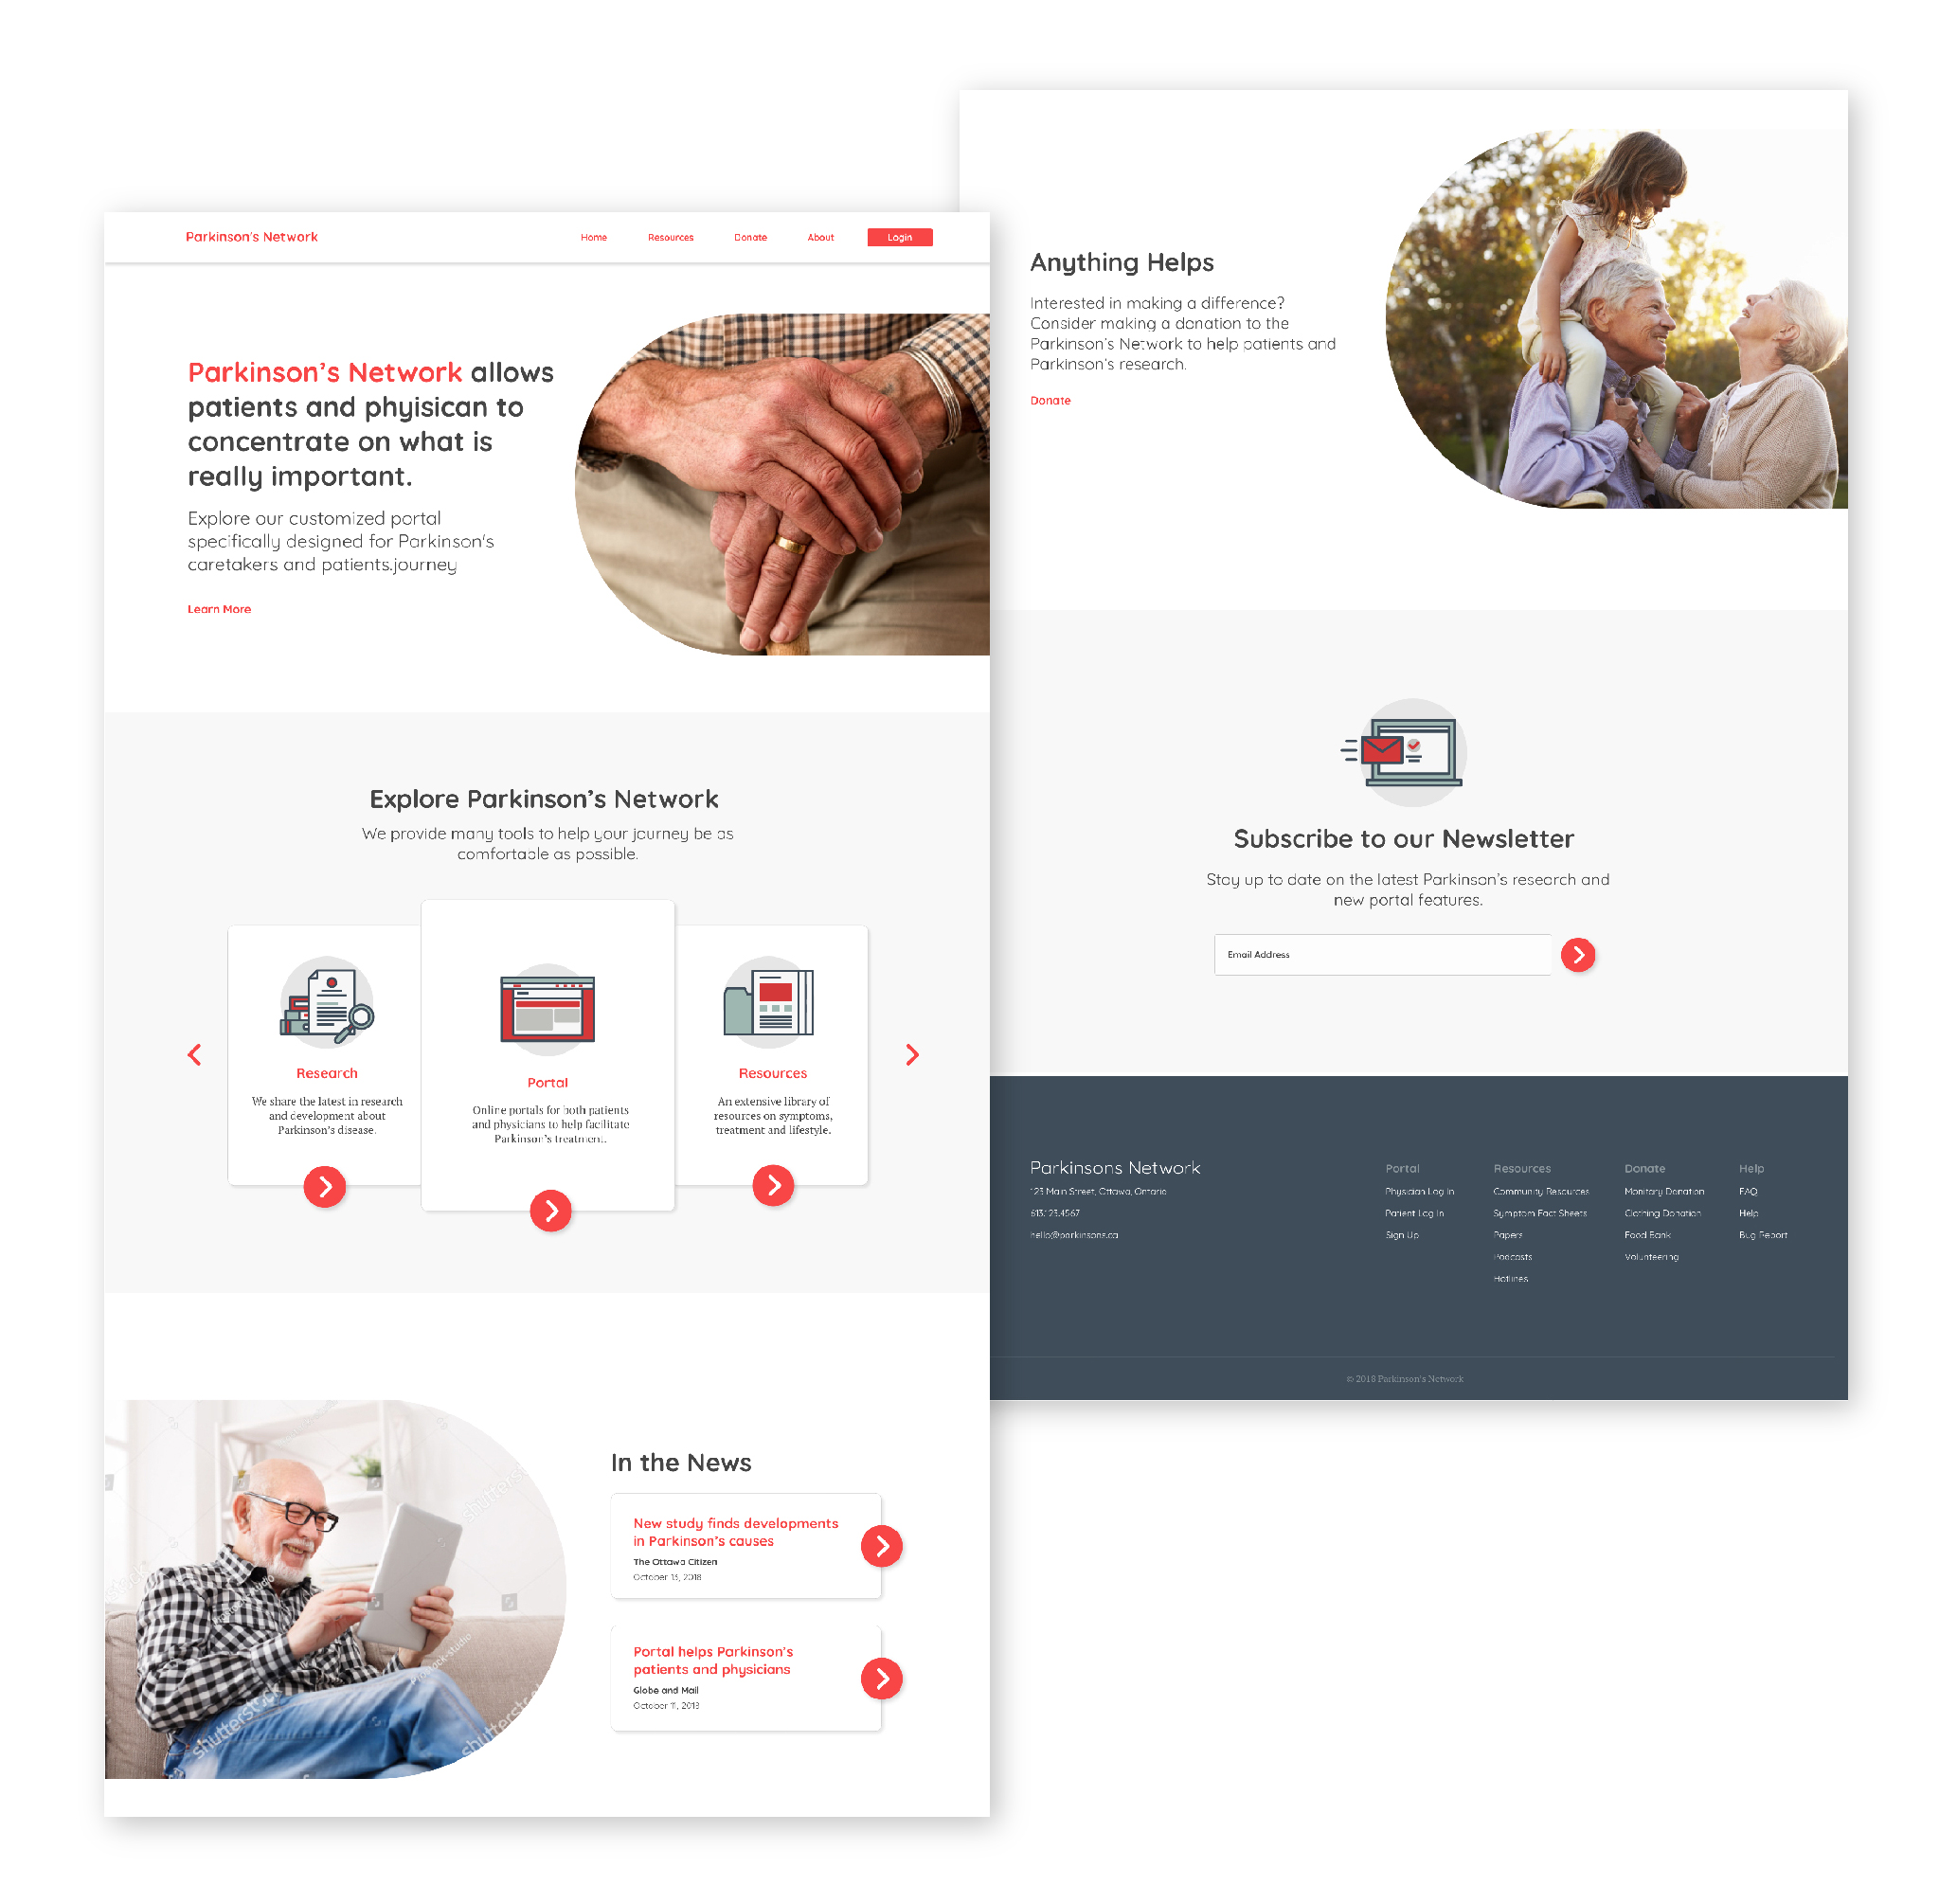 Parkinson's Network
Home
Resources
Donate
About
Login
Parkinson's Network allows
patients and phyisican to
concentrate on what is
really important.
Explore our customized portal
specifically designed for Parkinson's
caretakers and patients.journey
Learn More
Explore Parkinson's Network
We provide many tools to help your journey be as
comfortable as possible.
Research
We share the latest in research
and development about
Parkinson's disease.
Portal
Online portals for both patients
and physicians to help facilitate
Parkinson's treatment.
Resources
An extensive library of
resources on symptoms,
treatment and lifestyle.
shutterstock
shutterstock
In the News
New study finds developments
in Parkinson's causes
The Ottawa Citizen
October 13, 2018
Portal helps Parkinson's
patients and physicians
Globe and Mail
October 11, 2018
Anything Helps
Interested in making a difference?
Consider making a donation to the
Parkinson's Network to help patients and
Parkinson's research.
Donate
Subscribe to our Newsletter
Stay up to date on the latest Parkinson's research and
new portal features.
Email Address
Parkinsons Network
123 Main Street, Ottawa, Ontario
613.123.4567
hello@parkinsons.ca
Portal
Physician Log In
Patient Log In
Sign Up
Resources
Community Resources
Symptom Fact Sheets
Papers
Podcasts
Hotlines
Donate
Monitary Donation
Clothing Donation
Food Bank
Volunteering
Help
FAQ
Help
Bug Report
© 2018 Parkinson's Network